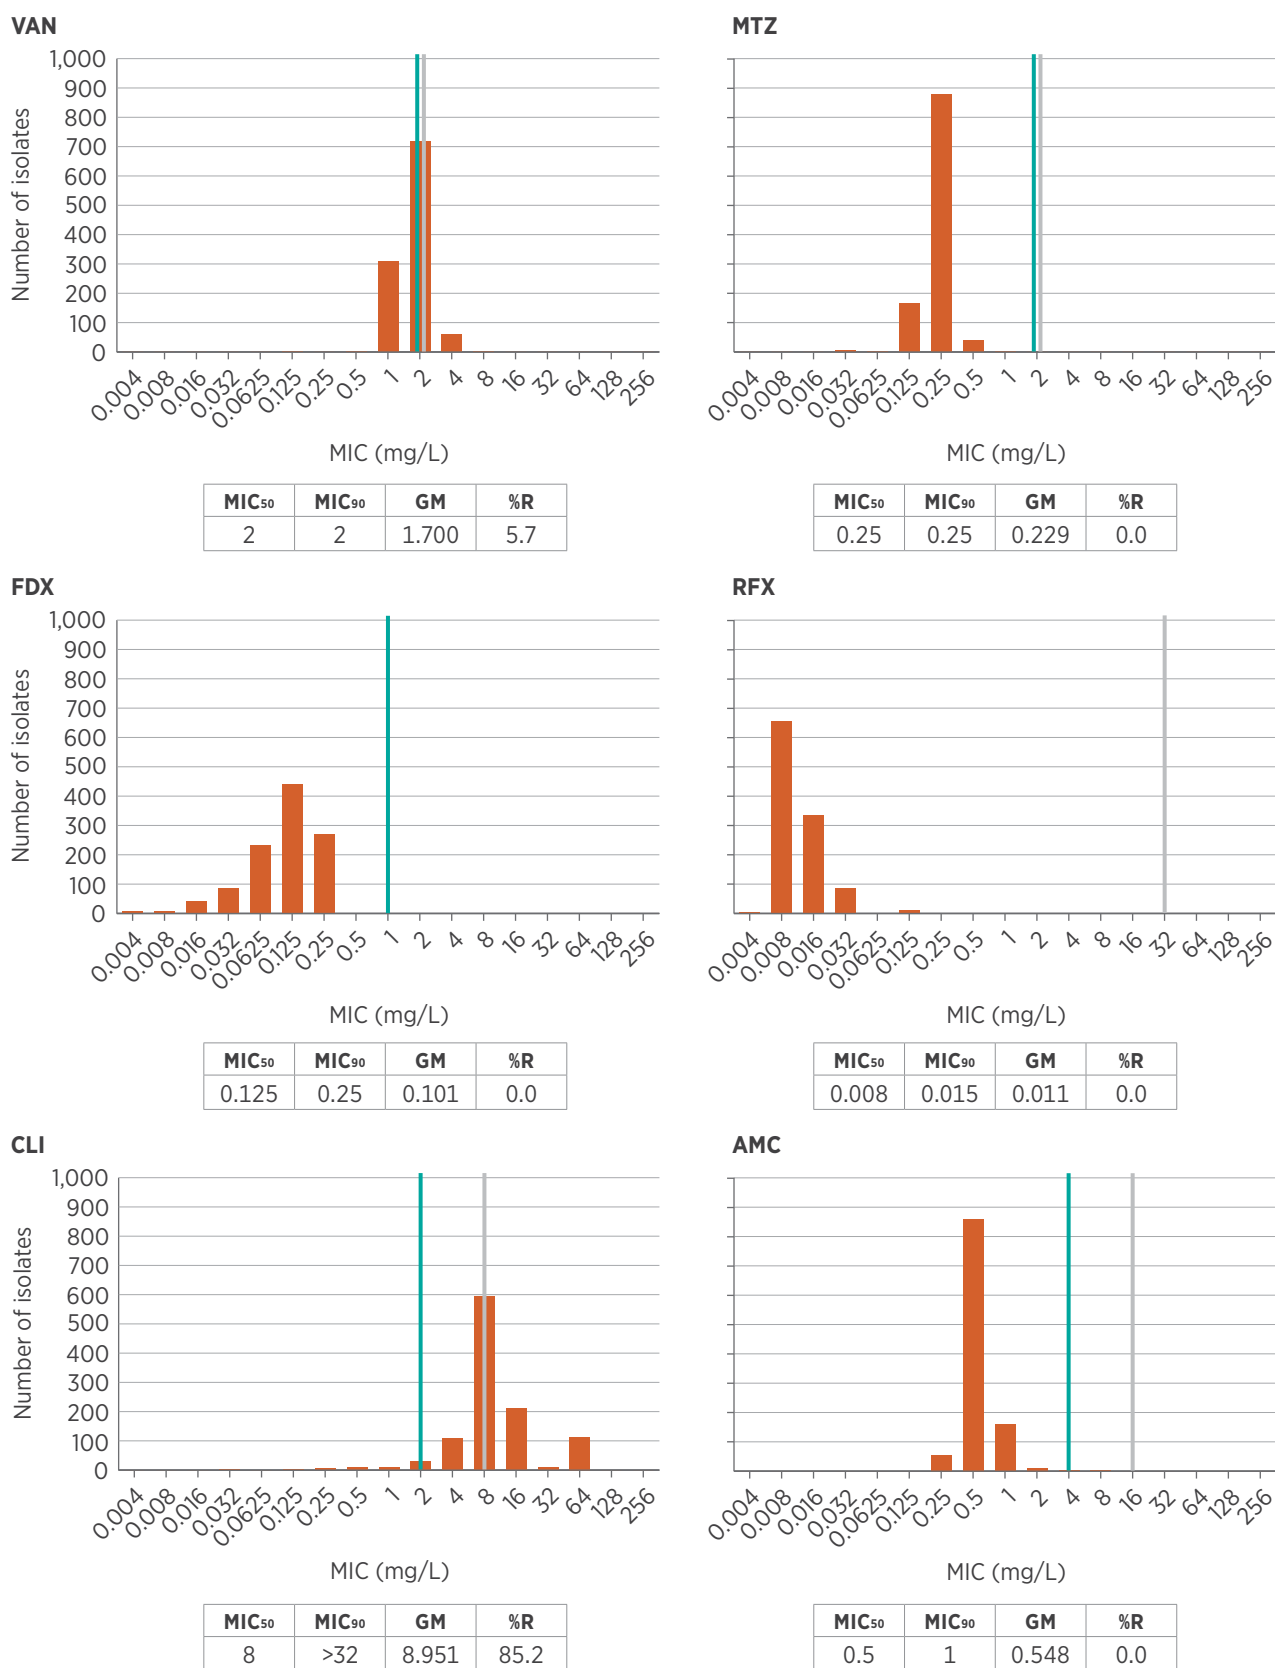 VAN
Number of isolates
1,000
900
800
700
600
500
400
300
200
100
0
0.004 0.008 0.016 0.032 0.0625 0.125 0.25 0.5 1 2 4 8 16 32 64 128 256
MIC (mg/L)
MIC50 MIC90 GM %R
2 2 1.700 5.7
MTZ
0.004 0.008 0.016 0.032 0.0625 0.125 0.25 0.5 1 2 4 8 16 32 64 128 256
MIC (mg/L)
MIC50 MIC90 GM %R
0.25 0.25 0.229 0.0
FDX
Number of isolates
1,000
900
800
700
600
500
400
300
200
100
0
0.004 0.008 0.016 0.032 0.0625 0.125 0.25 0.5 1 2 4 8 16 32 64 128 256
MIC (mg/L)
MIC50 MIC90 GM %R
0.125 0.25 0.101 0.0
RFX
0.004 0.008 0.016 0.032 0.0625 0.125 0.25 0.5 1 2 4 8 16 32 64 128 256
MIC (mg/L)
MIC50 MIC90 GM %R
0.008 0.015 0.011 0.0
CLI
Number of isolates
1,000
900
800
700
600
500
400
300
200
100
0
0.004 0.008 0.016 0.032 0.0625 0.125 0.25 0.5 1 2 4 8 16 32 64 128 256
MIC (mg/L)
MIC50 MIC90 GM %R
8 >32 8.951 85.2
AMC
0.004 0.008 0.016 0.032 0.0625 0.125 0.25 0.5 1 2 4 8 16 32 64 128 256
MIC (mg/L)
MIC50 MIC90 GM %R
0.5 1 0.548 0.0